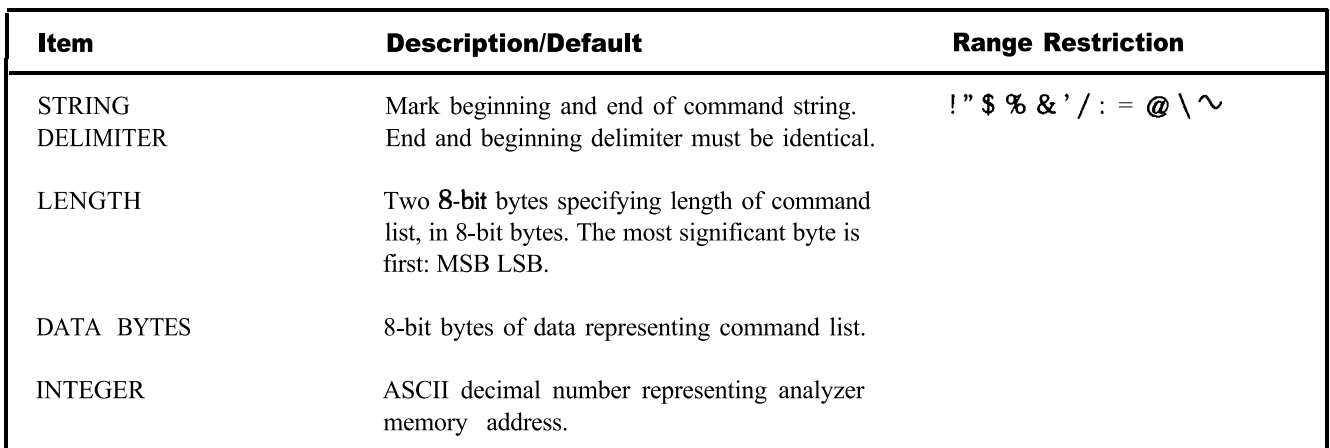 Item Description/Default Range Restriction
STRING Mark beginning and end of command string. ! " $ % & ' / : = @ \ ~
DELIMITER End and beginning delimiter must be identical.
LENGTH Two 8-bit bytes specifying length of command
list, in 8-bit bytes. The most significant byte is
first: MSB LSB.
DATA BYTES 8-bit bytes of data representing command list.
INTEGER ASCII decimal number representing analyzer
memory address.